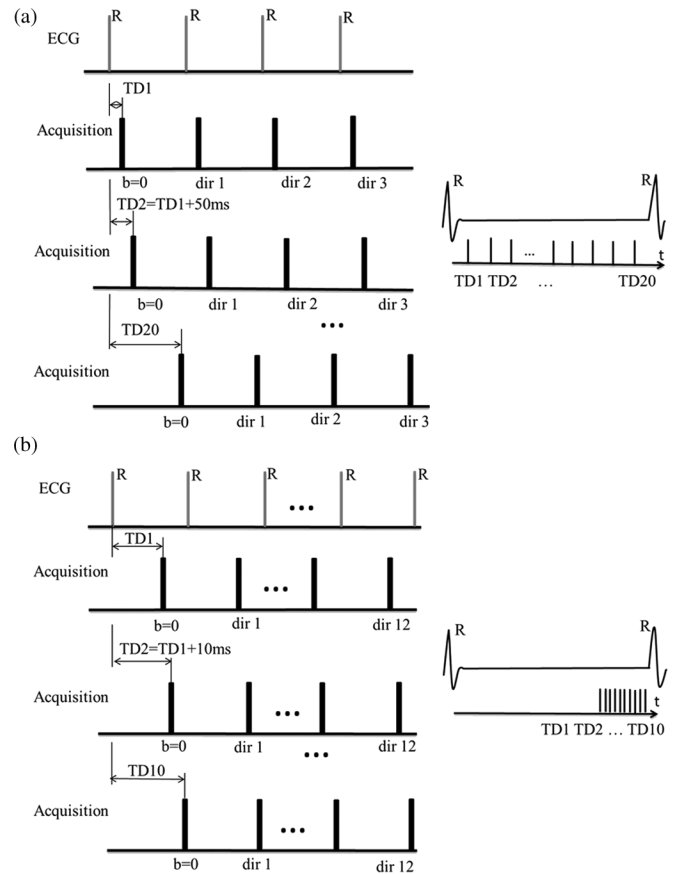 (a)
R R R R
ECG
TD1
Acquisition
b=0 dir 1 dir 2 dir 3
TD2=TD1+50ms
Acquisition
b=0 dir 1 dir 2 dir 3
TD20
...
Acquisition
b=0 dir 1 dir 2 dir 3
R R
...
t
TD1 TD2 ... TD20
(b)
R R R R R
ECG
...
TD1
Acquisition
...
b=0 dir 1 dir 12
TD2=TD1+10ms
Acquisition
...
b=0 dir 1 dir 12
...
TD10
Acquisition
...
b=0 dir 1 dir 12
R R
t
TD1 TD2 ... TD10